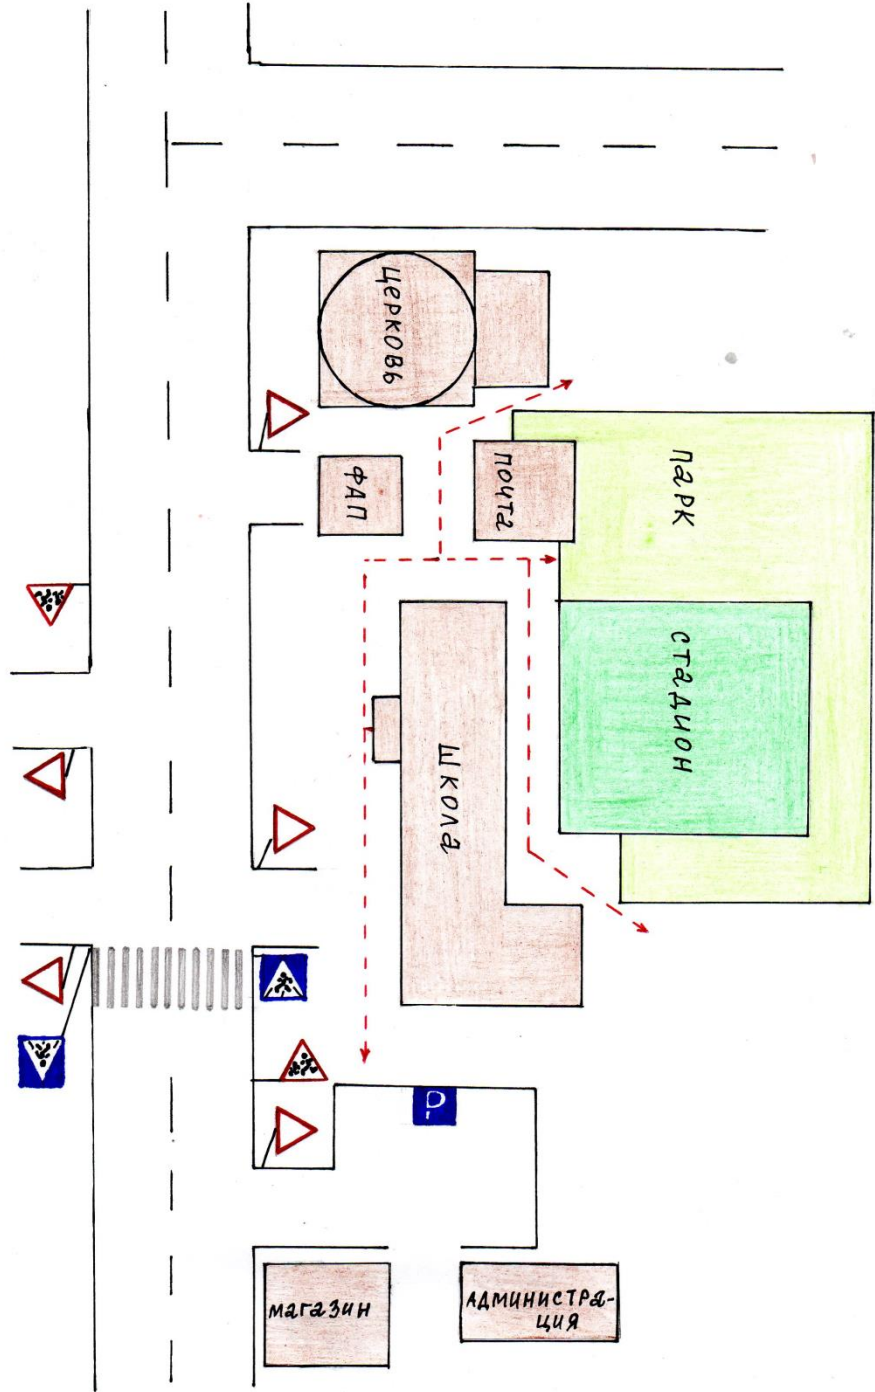 Церковь
ФАП
Почта
Парк
Стадион
Школа
P
магазин
Администра-
ция